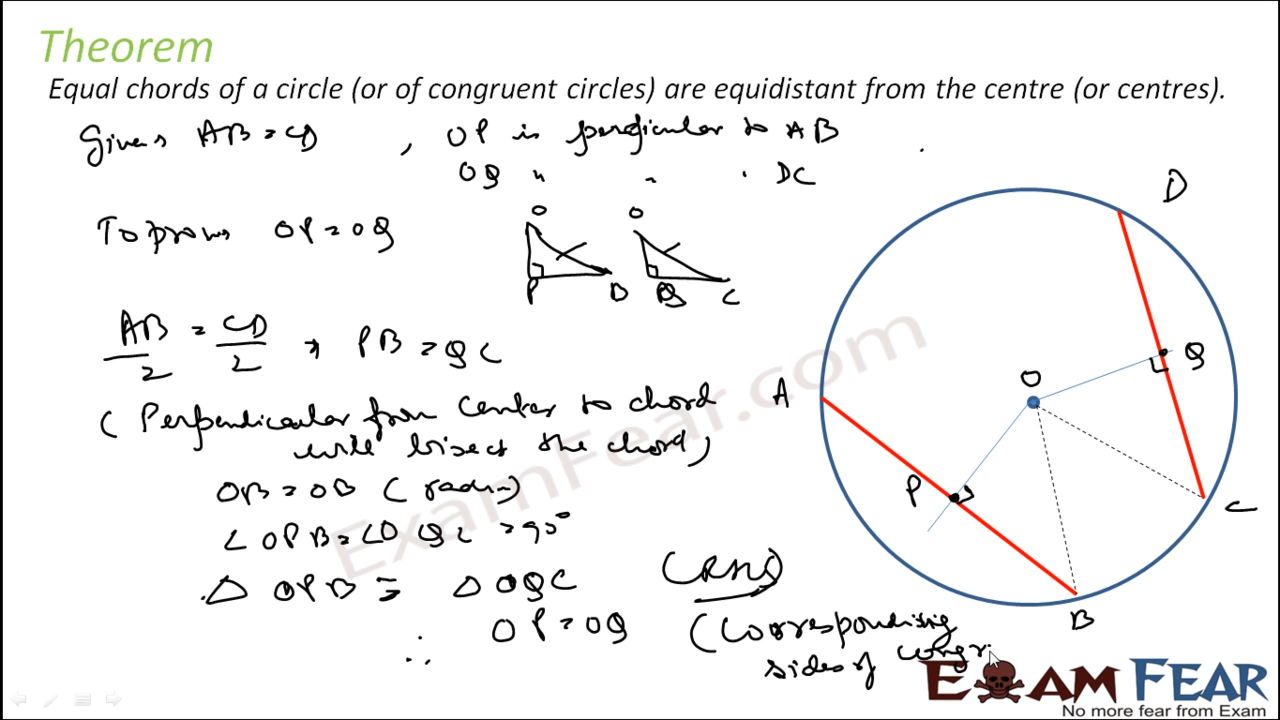 Theorem
Equal chords of a circle (or of congruent circles) are equidistant from the centre (or centres).
Given AB = CD , OP is perpendicular to AB
OQ " " " DC
To prove OP = OQ
O O
P B Q C
AB/2 = CD/2 ⇒ PB = QC
( Perpendicular from center to chord
will bisect the chord)
OB = OB ( radii)
∠ OPB = ∠O QC = 90°
△ OPB ≅ △ OQC (RHS)
∴ OP = OQ (Corresponding
sides of congr
D
Q
O
A
P
C
B
ExamFear.com
EXAM FEAR
No more fear from Exam